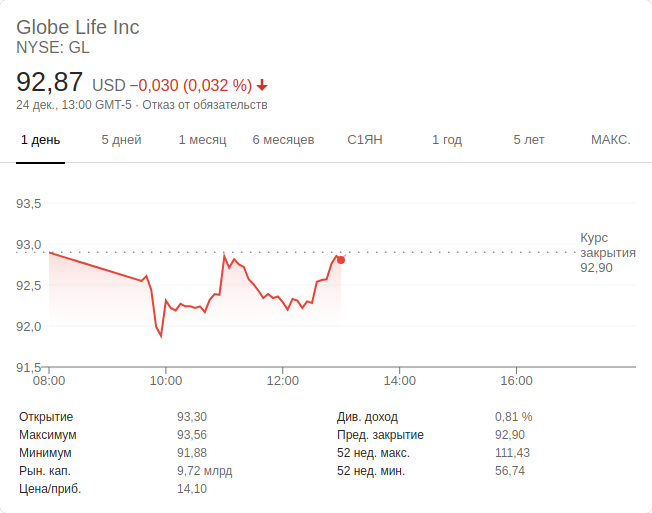 Globe Life Inc
NYSE: GL
92,87 USD −0,030 (0,032 %)
24 дек., 13:00 GMT-5 · Отказ от обязательств
1 день 5 дней 1 месяц 6 месяцев С1ЯН 1 год 5 лет МАКС.
93,5
93,0
92,5
92,0
91,5
Курс
закрытия
92,90
08:00 10:00 12:00 14:00 16:00
Открытие 93,30
Максимум 93,56
Минимум 91,88
Рын. кап. 9,72 млрд
Цена/приб. 14,10
Див. доход 0,81 %
Пред. закрытие 92,90
52 нед. макс. 111,43
52 нед. мин. 56,74